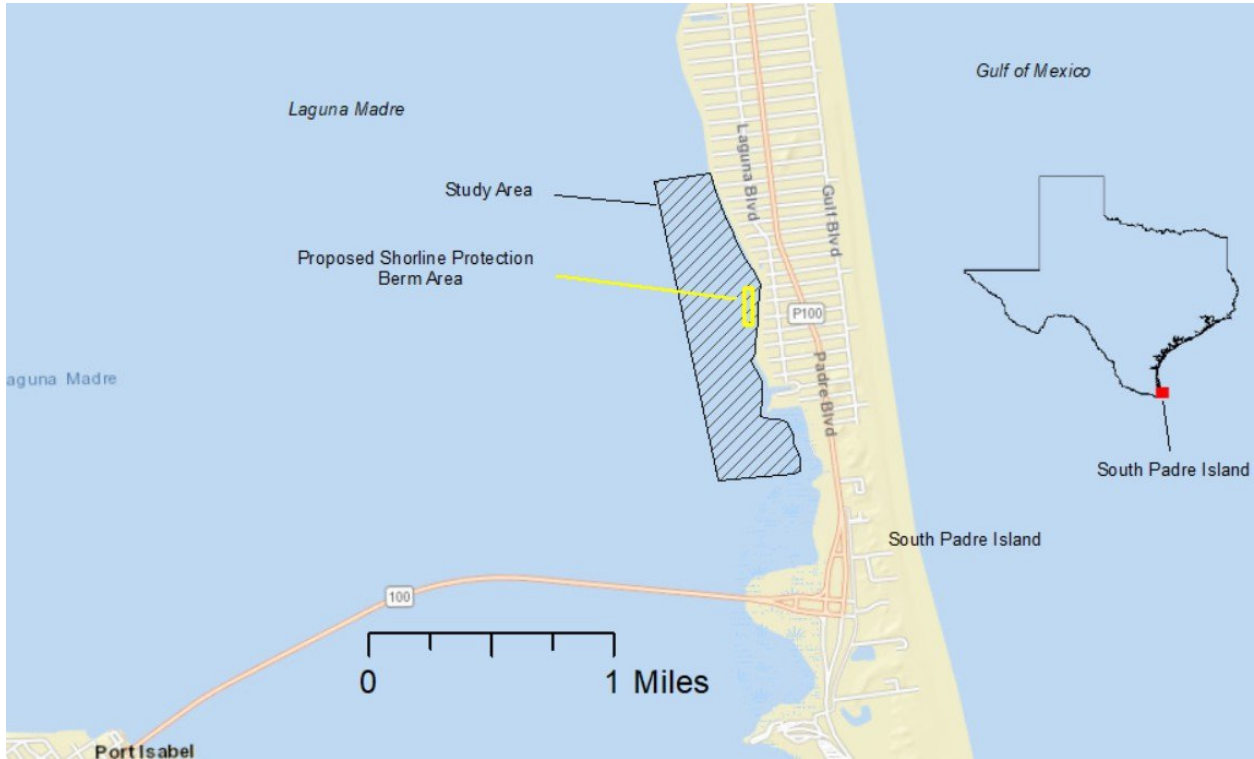 Gulf of Mexico
Laguna Madre
Laguna Blvd
Gulf Blvd
Study Area
Proposed Shorline Protection
Berm Area
P100
aguna Madre
Padre Blvd
South Padre Island
South Padre Island
100
0
1 Miles
Port Isabel